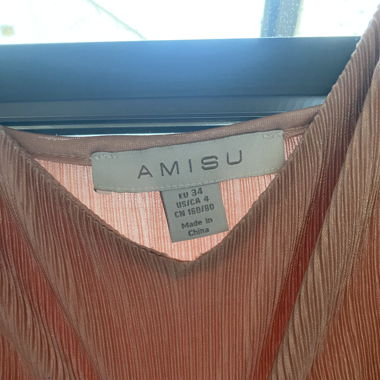 AMISU
EU 34
US/CA 4
CN 160/80
Made in
China